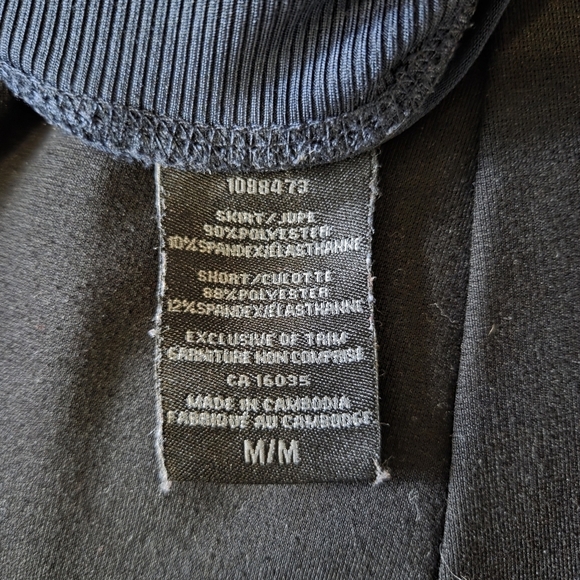 1088473
SKIRT/JUPE
90%POLYESTER
10%SPANDEX/ELASTHANNE
SHORT/CULOTTE
88%POLYESTER
12%SPANDEX/ELASTHANNE
EXCLUSIVE OF TRIM
GARNITURE NON COMPRISE
CA 16035
MADE IN CAMBODIA
FABRIQUÉ AU CAMBODGE
M/M